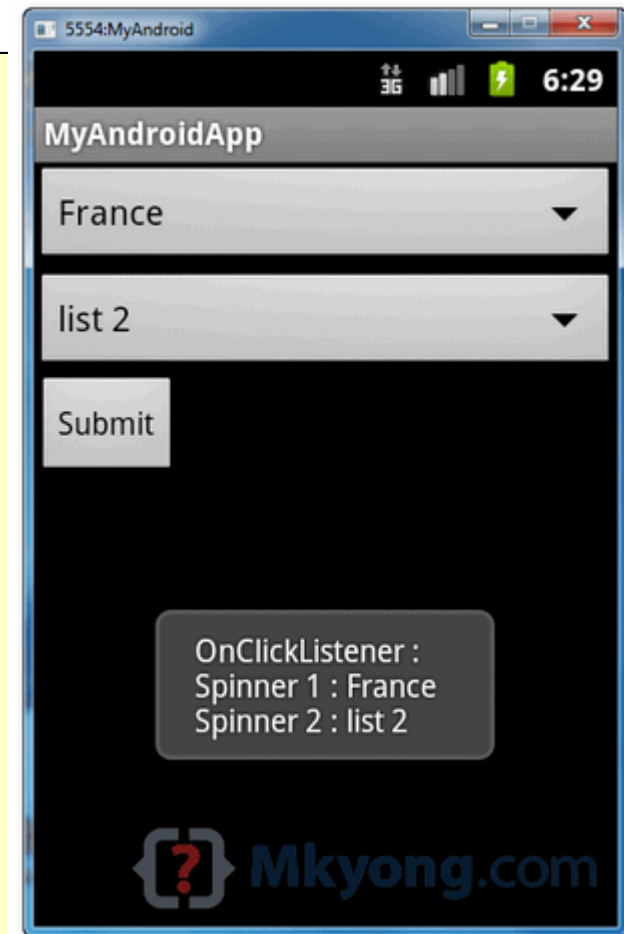 5554:MyAndroid
3G 6:29
MyAndroidApp
France
list 2
Submit
OnClickListener :
Spinner 1 : France
Spinner 2 : list 2
{?} Mkyong.com